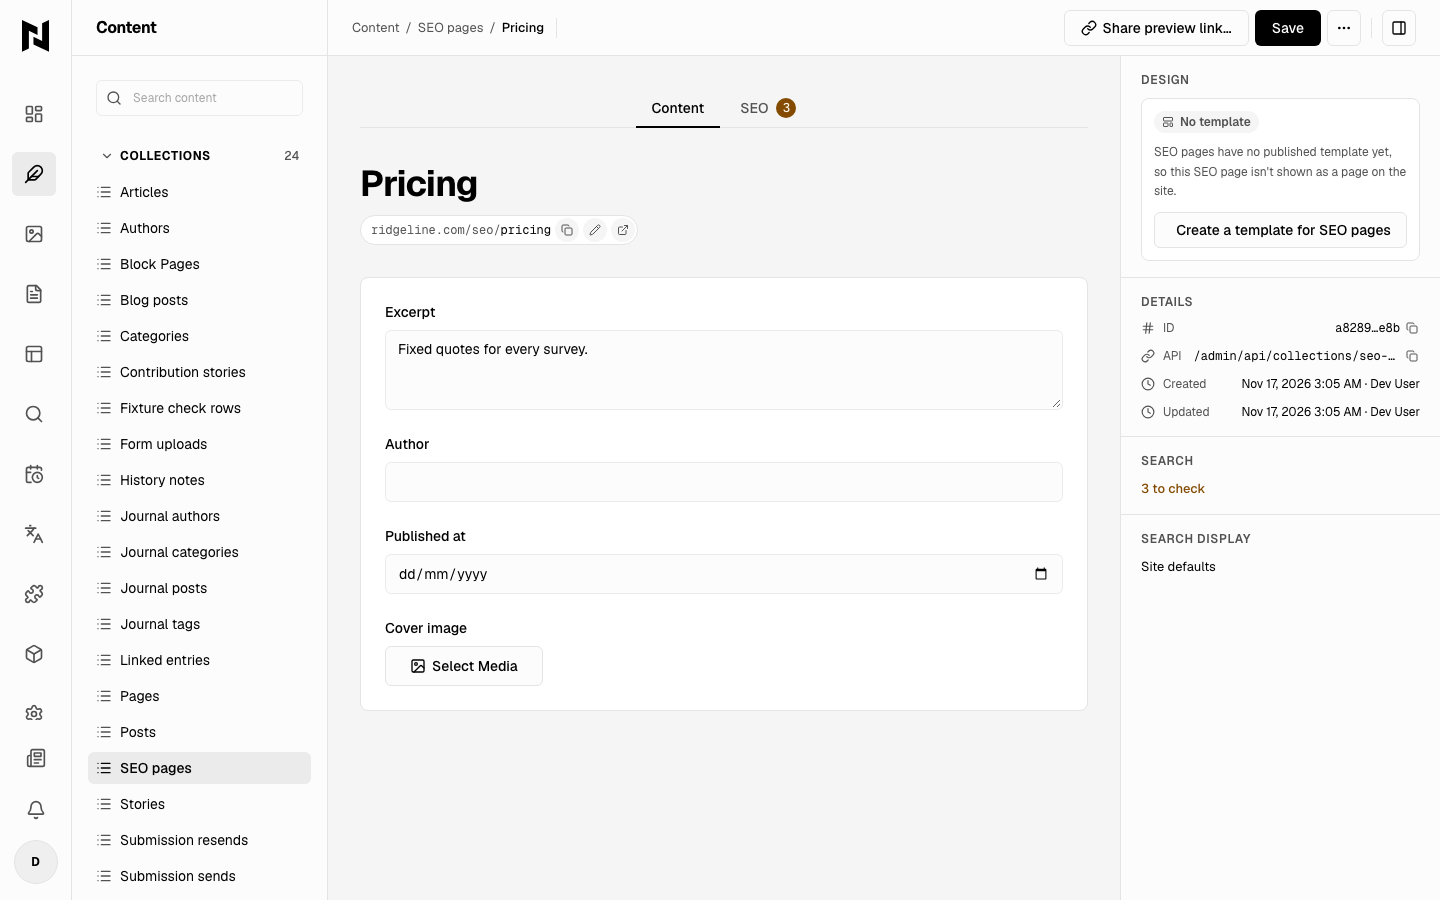 Content
Content / SEO pages / Pricing
Share preview link...
Save
Search content
COLLECTIONS 24
Articles
Authors
Block Pages
Blog posts
Categories
Contribution stories
Fixture check rows
Form uploads
History notes
Journal authors
Journal categories
Journal posts
Journal tags
Linked entries
Pages
Posts
SEO pages
Stories
Submission resends
Submission sends
D
Content
SEO 3
Pricing
ridgeline.com/seo/pricing
Excerpt
Fixed quotes for every survey.
Author
Published at
dd/mm/yyyy
Cover image
Select Media
DESIGN
No template
SEO pages have no published template yet,
so this SEO page isn't shown as a page on the
site.
Create a template for SEO pages
DETAILS
ID a8289…e8b
API /admin/api/collections/seo-…
Created Nov 17, 2026 3:05 AM · Dev User
Updated Nov 17, 2026 3:05 AM · Dev User
SEARCH
3 to check
SEARCH DISPLAY
Site defaults